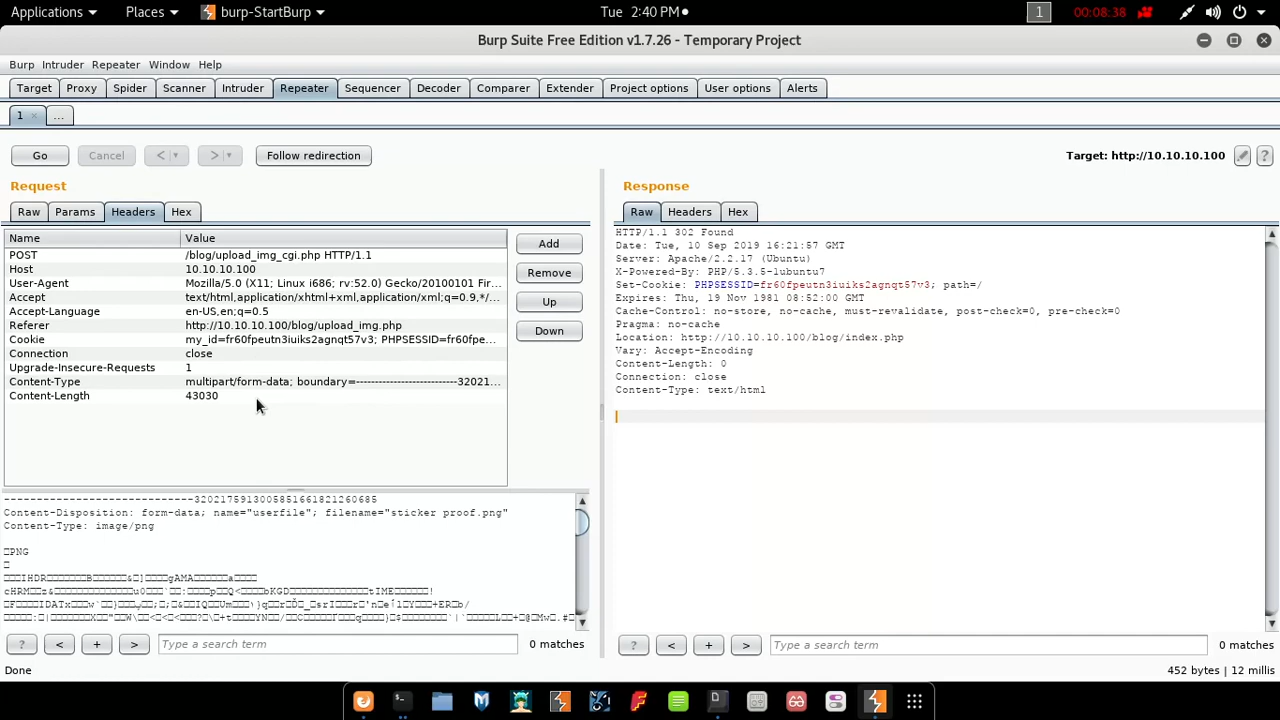 Applications Places burp-StartBurp Tue 2:40 PM 1 00:08:38
Burp Suite Free Edition v1.7.26 - Temporary Project
Burp Intruder Repeater Window Help
Target Proxy Spider Scanner Intruder Repeater Sequencer Decoder Comparer Extender Project options User options Alerts
1 × ...
Go Cancel < > Follow redirection Target: http://10.10.10.100 ?
Request
Raw Params Headers Hex
Name Value
POST /blog/upload_img_cgi.php HTTP/1.1
Host 10.10.10.100
User-Agent Mozilla/5.0 (X11; Linux i686; rv:52.0) Gecko/20100101 Fir...
Accept text/html,application/xhtml+xml,application/xml;q=0.9,*/...
Accept-Language en-US,en;q=0.5
Referer http://10.10.10.100/blog/upload_img.php
Cookie my_id=fr60fpeutn3iuiks2agnqt57v3; PHPSESSID=fr60fpe...
Connection close
Upgrade-Insecure-Requests 1
Content-Type multipart/form-data; boundary=---------------------------32021...
Content-Length 43030
Add
Remove
Up
Down
-----------------------------3202175913005851661821260685
Content-Disposition: form-data; name="userfile"; filename="sticker proof.png"
Content-Type: image/png
PNG
? < + > Type a search term 0 matches
Response
Raw Headers Hex
HTTP/1.1 302 Found
Date: Tue, 10 Sep 2019 16:21:57 GMT
Server: Apache/2.2.17 (Ubuntu)
X-Powered-By: PHP/5.3.5-1ubuntu7
Set-Cookie: PHPSESSID=fr60fpeutn3iuiks2agnqt57v3; path=/
Expires: Thu, 19 Nov 1981 08:52:00 GMT
Cache-Control: no-store, no-cache, must-revalidate, post-check=0, pre-check=0
Pragma: no-cache
Location: http://10.10.10.100/blog/index.php
Vary: Accept-Encoding
Content-Length: 0
Connection: close
Content-Type: text/html
? < + > Type a search term 0 matches
Done 452 bytes | 12 millis